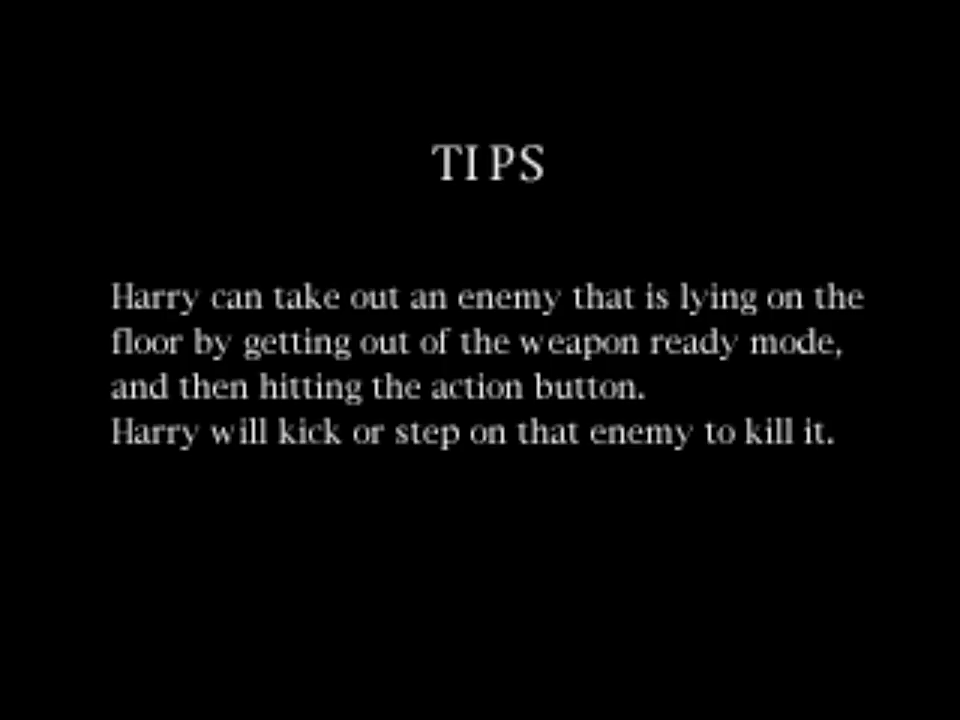 TIPS
Harry can take out an enemy that is lying on the
floor by getting out of the weapon ready mode,
and then hitting the action button.
Harry will kick or step on that enemy to kill it.